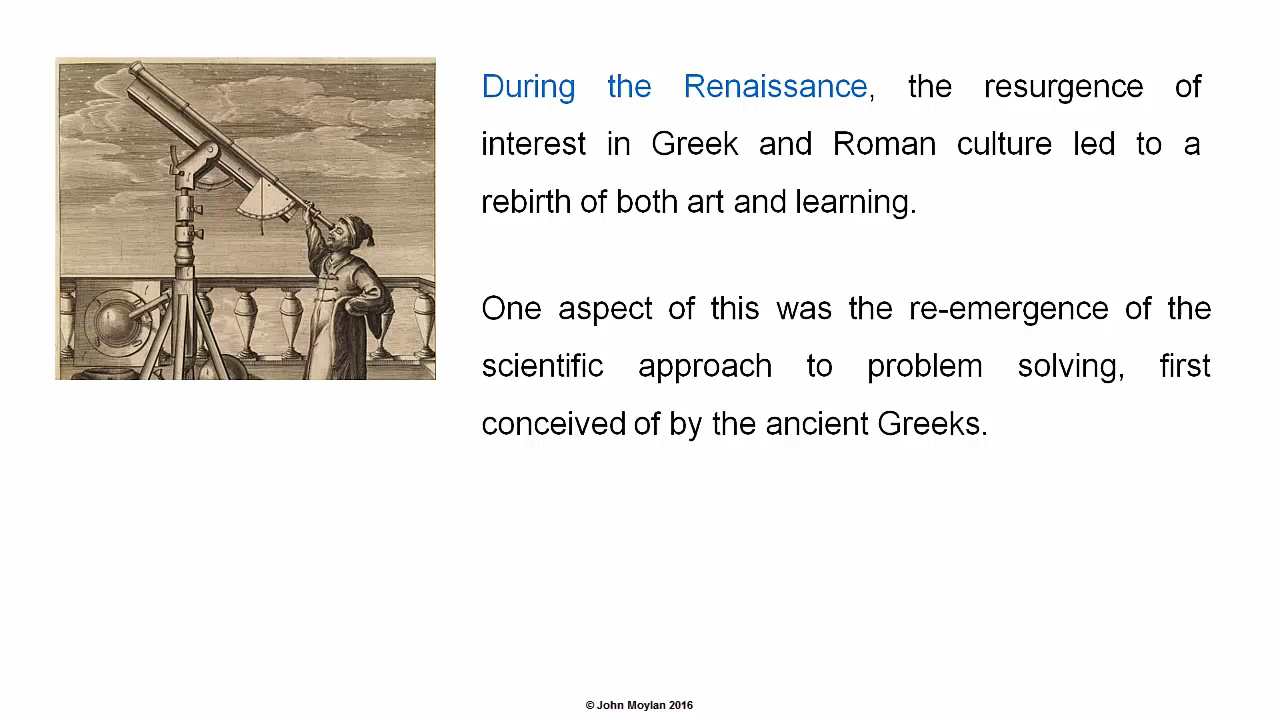 During the Renaissance, the resurgence of
interest in Greek and Roman culture led to a
rebirth of both art and learning.
One aspect of this was the re-emergence of the
scientific approach to problem solving, first
conceived of by the ancient Greeks.
© John Moylan 2016